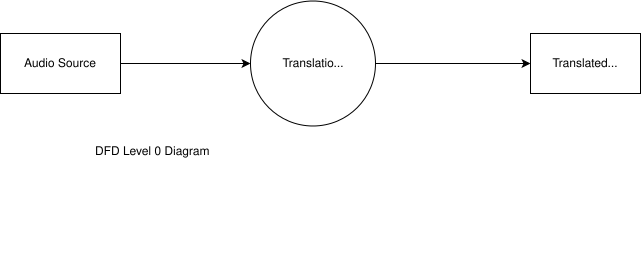 Audio Source
Translatio...
Translated...
DFD Level 0 Diagram